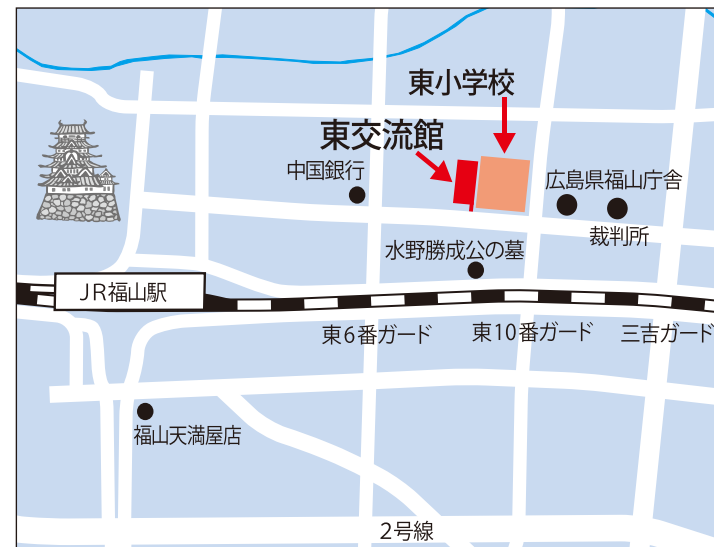 東小学校
東交流館
中国銀行
広島県福山庁舎
裁判所
水野勝成公の墓
JR福山駅
東6番ガード
東10番ガード
三吉ガード
福山天満屋店
2号線